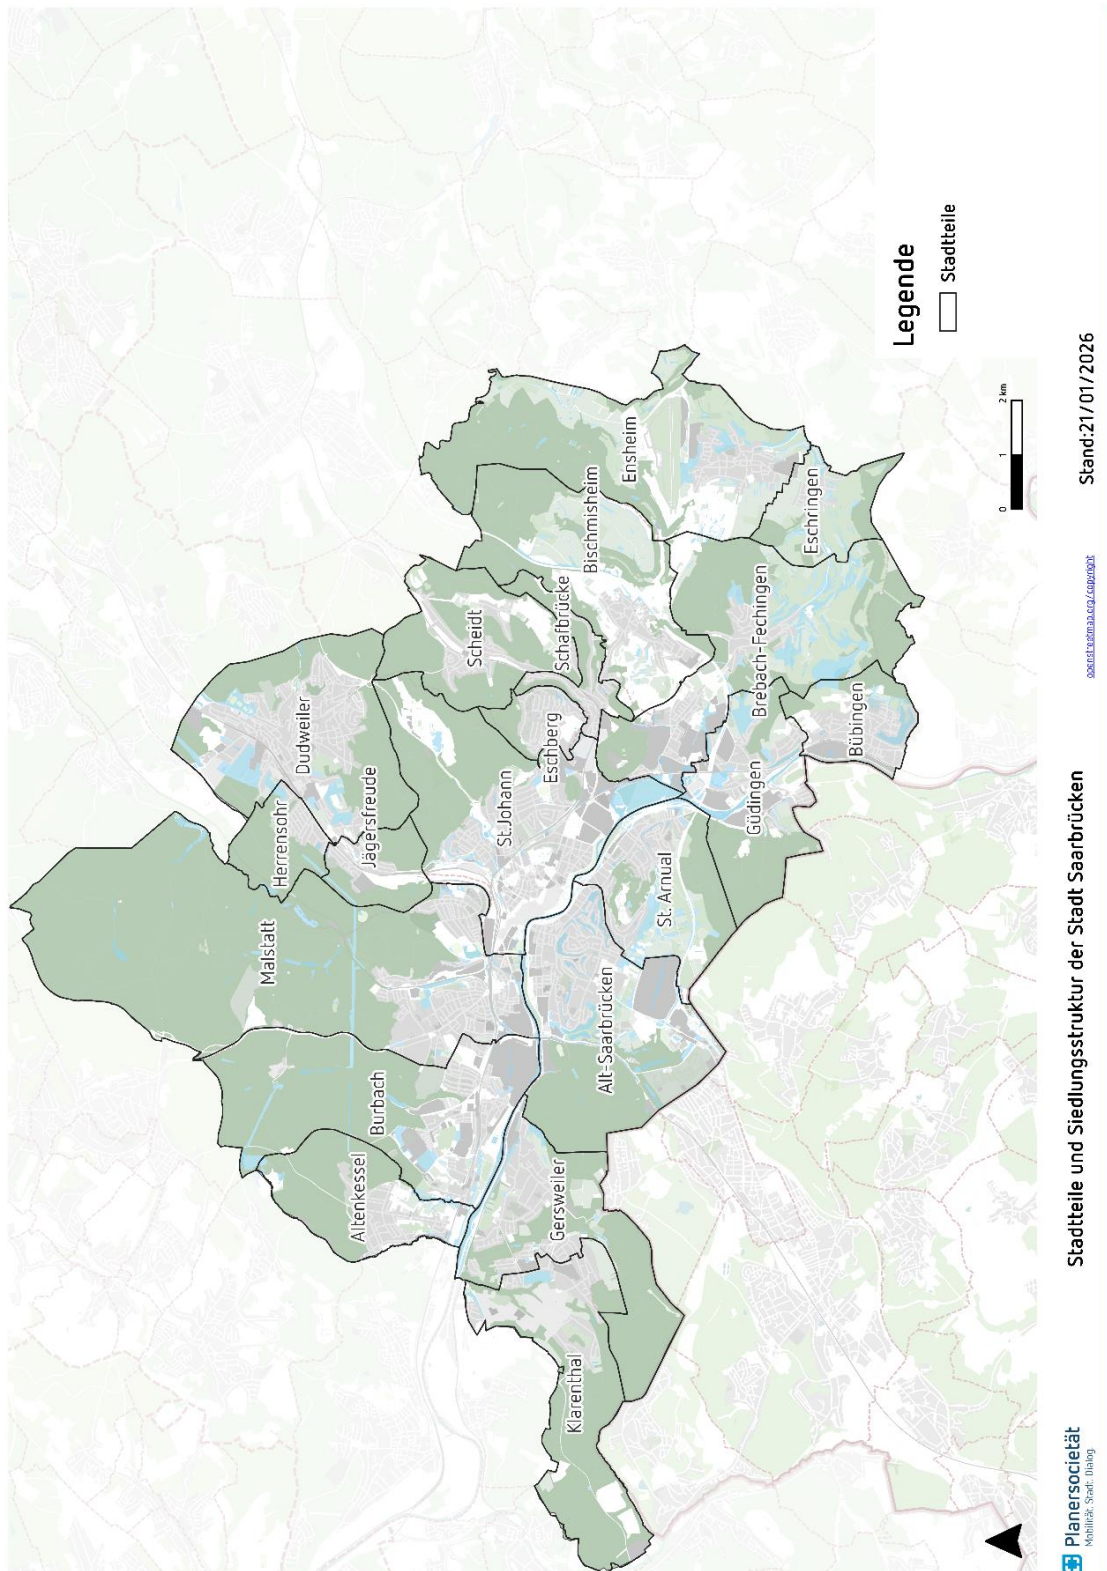 Malstatt
Herrensohr
Dudweiler
Jägersfreude
Burbach
Altenkessel
Scheidt
St.Johann
Eschberg
Schafbrücke
Bischmisheim
Ensheim
Gersweiler
Klarenthal
Alt-Saarbrücken
St. Arnual
Güdingen
Brebach-Fechingen
Eschringen
Bübingen
Legende
Stadtteile
0 1 2 km
Planersocietät
Mobilität. Stadt. Dialog.
Stadtteile und Siedlungsstruktur der Stadt Saarbrücken
openstreetmap.org/copyright
Stand:21/01/2026